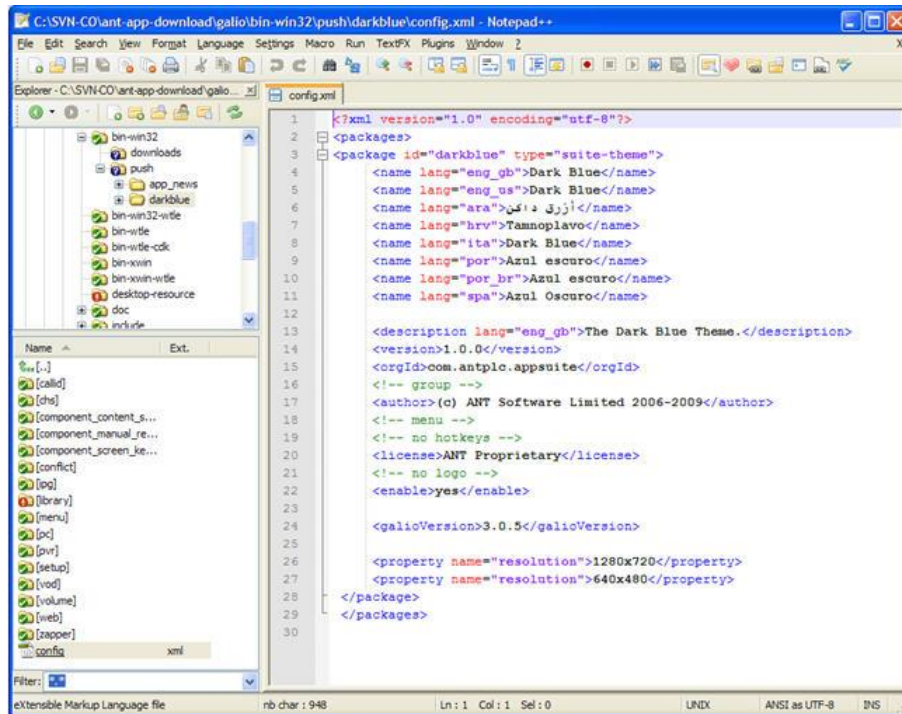 C:\SVN-CO\ant-app-download\galio\bin-win32\push\darkblue\config.xml - Notepad++
File Edit Search View Format Language Settings Macro Run TextFX Plugins Window ?
X
Explorer - C:\SVN-CO\ant-app-download\galio...
config.xml
bin-win32
downloads
push
app_news
darkblue
bin-win32-wtle
bin-wtle
bin-wtle-cdk
bin-xwin
bin-xwin-wtle
desktop-resource
doc
include
Name Ext.
[..]
[callid]
[chs]
[component_content_s...
[component_manual_re...
[component_screen_ke...
[conflict]
[ipg]
[library]
[menu]
[pc]
[pvr]
[setup]
[vod]
[volume]
[web]
[zapper]
config xml
Filter:
1 <?xml version="1.0" encoding="utf-8"?>
2 <packages>
3 <package id="darkblue" type="suite-theme">
4 <name lang="eng_gb">Dark Blue</name>
5 <name lang="eng_us">Dark Blue</name>
6 <name lang="ara">أزرق داكن</name>
7 <name lang="hrv">Tamnoplavo</name>
8 <name lang="ita">Dark Blue</name>
9 <name lang="por">Azul escuro</name>
10 <name lang="por_br">Azul escuro</name>
11 <name lang="spa">Azul Oscuro</name>
12
13 <description lang="eng_gb">The Dark Blue Theme.</description>
14 <version>1.0.0</version>
15 <orgId>com.antplc.appsuite</orgId>
16 <!-- group -->
17 <author>(c) ANT Software Limited 2006-2009</author>
18 <!-- menu -->
19 <!-- no hotkeys -->
20 <license>ANT Proprietary</license>
21 <!-- no logo -->
22 <enable>yes</enable>
23
24 <galioVersion>3.0.5</galioVersion>
25
26 <property name="resolution">1280x720</property>
27 <property name="resolution">640x480</property>
28 </package>
29 </packages>
30
eXtensible Markup Language file nb char : 948 Ln : 1 Col : 1 Sel : 0 UNIX ANSI as UTF-8 INS